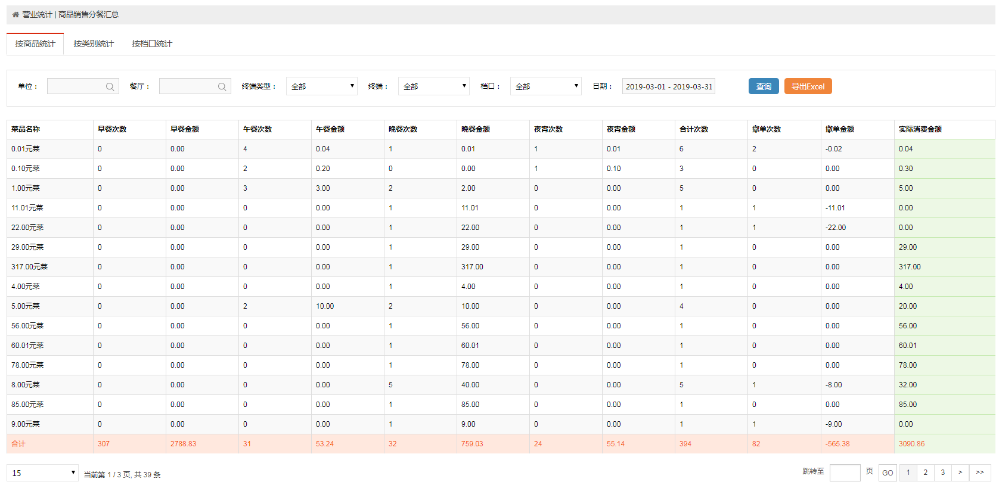 营业统计 | 商品销售分餐汇总
按商品统计 按类别统计 按档口统计
单位： 餐厅： 终端类型： 全部 终端： 全部 档口： 全部 日期： 2019-03-01 - 2019-03-31 查询 导出Excel
菜品名称 早餐次数 早餐金额 午餐次数 午餐金额 晚餐次数 晚餐金额 夜宵次数 夜宵金额 合计次数 撤单次数 撤单金额 实际消费金额
0.01元菜 0 0.00 4 0.04 1 0.01 1 0.01 6 2 -0.02 0.04
0.10元菜 0 0.00 2 0.20 0 0.00 1 0.10 3 0 0.00 0.30
1.00元菜 0 0.00 3 3.00 2 2.00 0 0.00 5 0 0.00 5.00
11.01元菜 0 0.00 0 0.00 1 11.01 0 0.00 1 1 -11.01 0.00
22.00元菜 0 0.00 0 0.00 1 22.00 0 0.00 1 1 -22.00 0.00
29.00元菜 0 0.00 0 0.00 1 29.00 0 0.00 1 0 0.00 29.00
317.00元菜 0 0.00 0 0.00 1 317.00 0 0.00 1 0 0.00 317.00
4.00元菜 0 0.00 0 0.00 1 4.00 0 0.00 1 0 0.00 4.00
5.00元菜 0 0.00 2 10.00 2 10.00 0 0.00 4 0 0.00 20.00
56.00元菜 0 0.00 0 0.00 1 56.00 0 0.00 1 0 0.00 56.00
60.01元菜 0 0.00 0 0.00 1 60.01 0 0.00 1 0 0.00 60.01
78.00元菜 0 0.00 0 0.00 1 78.00 0 0.00 1 0 0.00 78.00
8.00元菜 0 0.00 0 0.00 5 40.00 0 0.00 5 1 -8.00 32.00
85.00元菜 0 0.00 0 0.00 1 85.00 0 0.00 1 0 0.00 85.00
9.00元菜 0 0.00 0 0.00 1 9.00 0 0.00 1 1 -9.00 0.00
合计 307 2788.83 31 53.24 32 759.03 24 55.14 394 82 -565.38 3090.86
15 当前第 1 / 3 页, 共 39 条 跳转至 页 GO 1 2 3 > >>